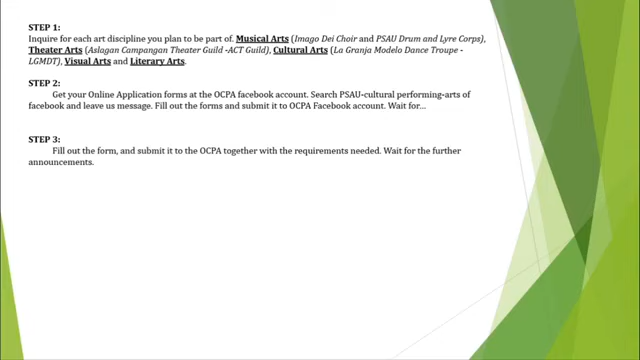 STEP 1:
Inquire for each art discipline you plan to be part of. Musical Arts (Imago Dei Choir and PSAU Drum and Lyre Corps),
Theater Arts (Aslagan Campangan Theater Guild -ACT Guild), Cultural Arts (La Granja Modelo Dance Troupe -
LGMDT), Visual Arts and Literary Arts.
STEP 2:
Get your Online Application forms at the OCPA facebook account. Search PSAU-cultural performing-arts of
facebook and leave us message. Fill out the forms and submit it to OCPA Facebook account. Wait for...
STEP 3:
Fill out the form, and submit it to the OCPA together with the requirements needed. Wait for the further
announcements.